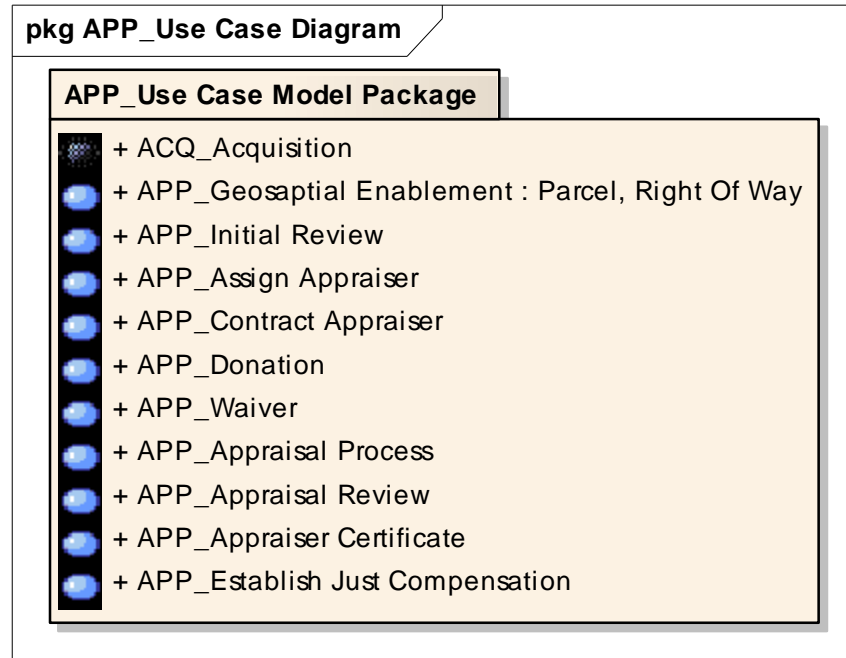 pkg APP_Use Case Diagram
APP_Use Case Model Package
+ ACQ_Acquisition
+ APP_Geosaptial Enablement : Parcel, Right Of Way
+ APP_Initial Review
+ APP_Assign Appraiser
+ APP_Contract Appraiser
+ APP_Donation
+ APP_Waiver
+ APP_Appraisal Process
+ APP_Appraisal Review
+ APP_Appraiser Certificate
+ APP_Establish Just Compensation